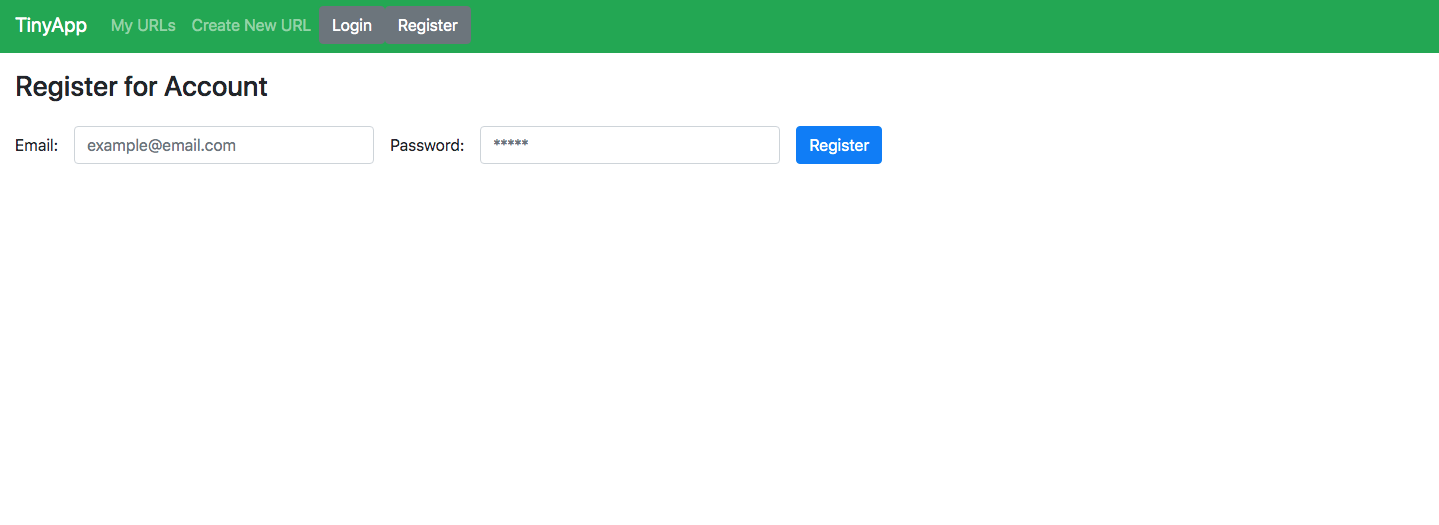 TinyApp My URLs Create New URL Login Register
Register for Account
Email: example@email.com Password: ***** Register